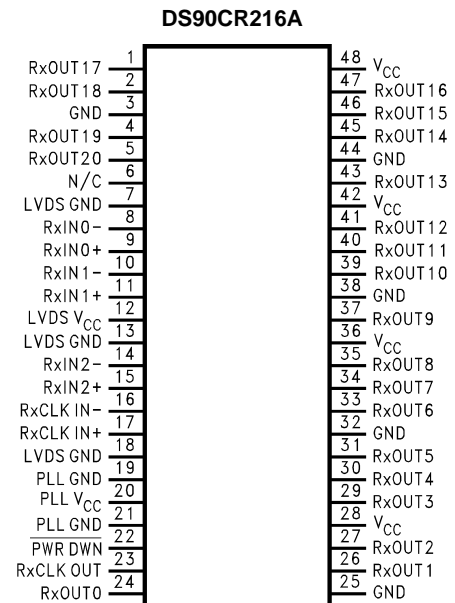 DS90CR216A
RxOUT17 1 48 VCC
RxOUT18 2 47 RxOUT16
GND 3 46 RxOUT15
RxOUT19 4 45 RxOUT14
RxOUT20 5 44 GND
N/C 6 43 RxOUT13
LVDS GND 7 42 VCC
RxIN0- 8 41 RxOUT12
RxIN0+ 9 40 RxOUT11
RxIN1- 10 39 RxOUT10
RxIN1+ 11 38 GND
LVDS VCC 12 37 RxOUT9
LVDS GND 13 36 VCC
RxIN2- 14 35 RxOUT8
RxIN2+ 15 34 RxOUT7
RxCLK IN- 16 33 RxOUT6
RxCLK IN+ 17 32 GND
LVDS GND 18 31 RxOUT5
PLL GND 19 30 RxOUT4
PLL VCC 20 29 RxOUT3
PLL GND 21 28 VCC
PWR DWN 22 27 RxOUT2
RxCLK OUT 23 26 RxOUT1
RxOUT0 24 25 GND